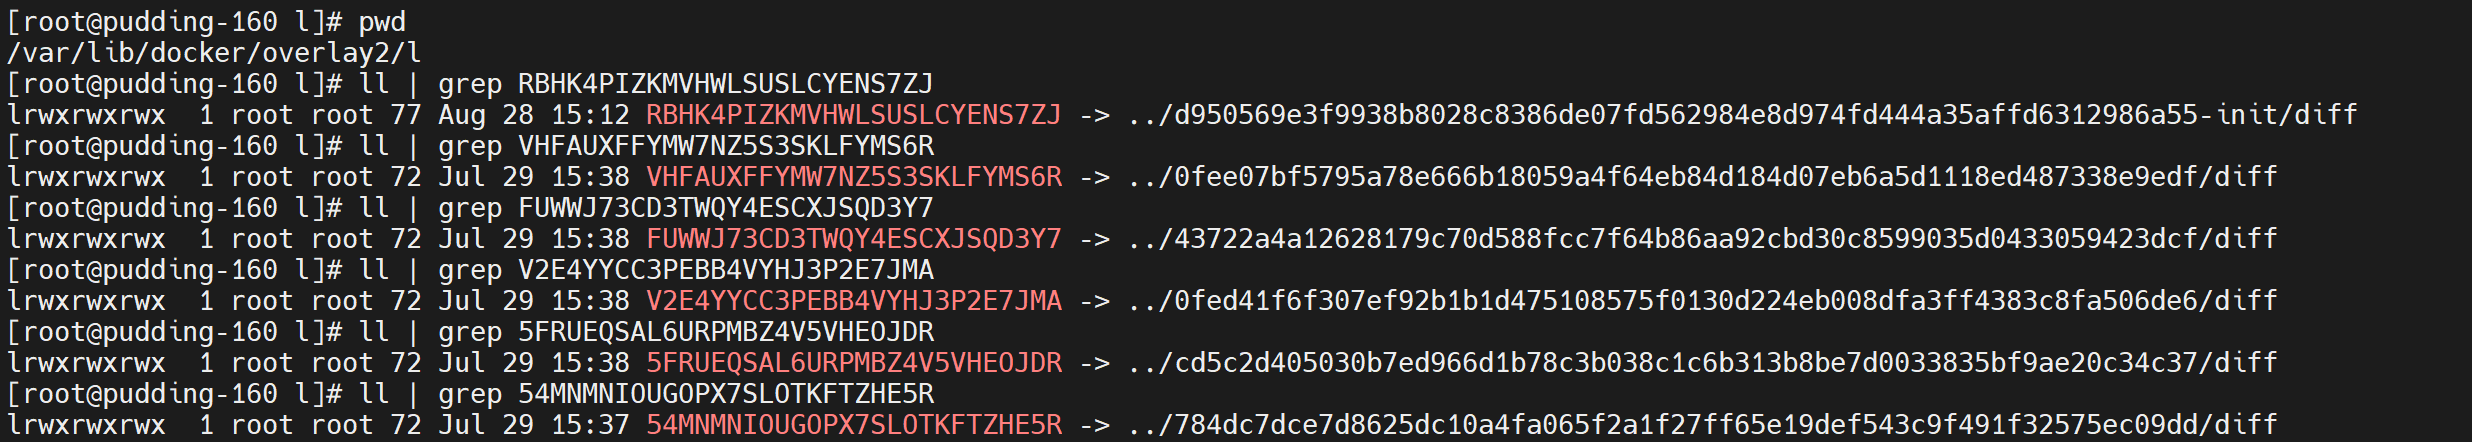 [root@pudding-160 l]# pwd
/var/lib/docker/overlay2/l
[root@pudding-160 l]# ll | grep RBHK4PIZKMVHWLSUSLCYENS7ZJ
lrwxrwxrwx  1 root root 77 Aug 28 15:12 RBHK4PIZKMVHWLSUSLCYENS7ZJ -> ../d950569e3f9938b8028c8386de07fd562984e8d974fd444a35affd6312986a55-init/diff
[root@pudding-160 l]# ll | grep VHFAUXFFYMW7NZ5S3SKLFYMS6R
lrwxrwxrwx  1 root root 72 Jul 29 15:38 VHFAUXFFYMW7NZ5S3SKLFYMS6R -> ../0fee07bf5795a78e666b18059a4f64eb84d184d07eb6a5d1118ed487338e9edf/diff
[root@pudding-160 l]# ll | grep FUWWJ73CD3TWQY4ESCXJSQD3Y7
lrwxrwxrwx  1 root root 72 Jul 29 15:38 FUWWJ73CD3TWQY4ESCXJSQD3Y7 -> ../43722a4a12628179c70d588fcc7f64b86aa92cbd30c8599035d0433059423dcf/diff
[root@pudding-160 l]# ll | grep V2E4YYCC3PEBB4VYHJ3P2E7JMA
lrwxrwxrwx  1 root root 72 Jul 29 15:38 V2E4YYCC3PEBB4VYHJ3P2E7JMA -> ../0fed41f6f307ef92b1b1d475108575f0130d224eb008dfa3ff4383c8fa506de6/diff
[root@pudding-160 l]# ll | grep 5FRUEQSAL6URPMBZ4V5VHEOJDR
lrwxrwxrwx  1 root root 72 Jul 29 15:38 5FRUEQSAL6URPMBZ4V5VHEOJDR -> ../cd5c2d405030b7ed966d1b78c3b038c1c6b313b8be7d0033835bf9ae20c34c37/diff
[root@pudding-160 l]# ll | grep 54MNMNIOUGOPX7SLOTKFTZHE5R
lrwxrwxrwx  1 root root 72 Jul 29 15:37 54MNMNIOUGOPX7SLOTKFTZHE5R -> ../784dc7dce7d8625dc10a4fa065f2a1f27ff65e19def543c9f491f32575ec09dd/diff